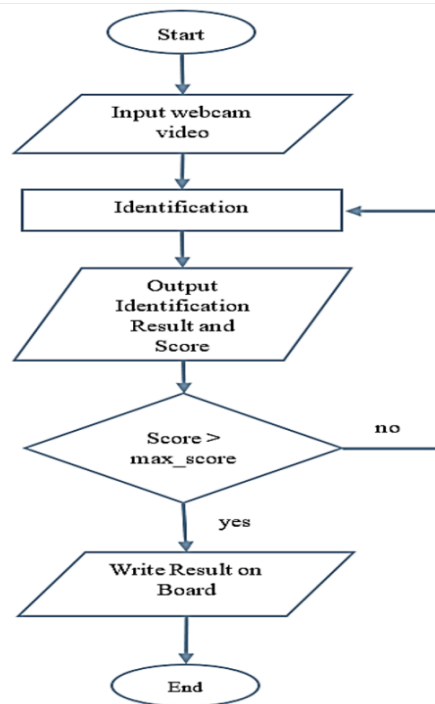 Start
Input webcam
video
Identification
Output
Identification
Result and
Score
Score >
max_score
no
yes
Write Result on
Board
End